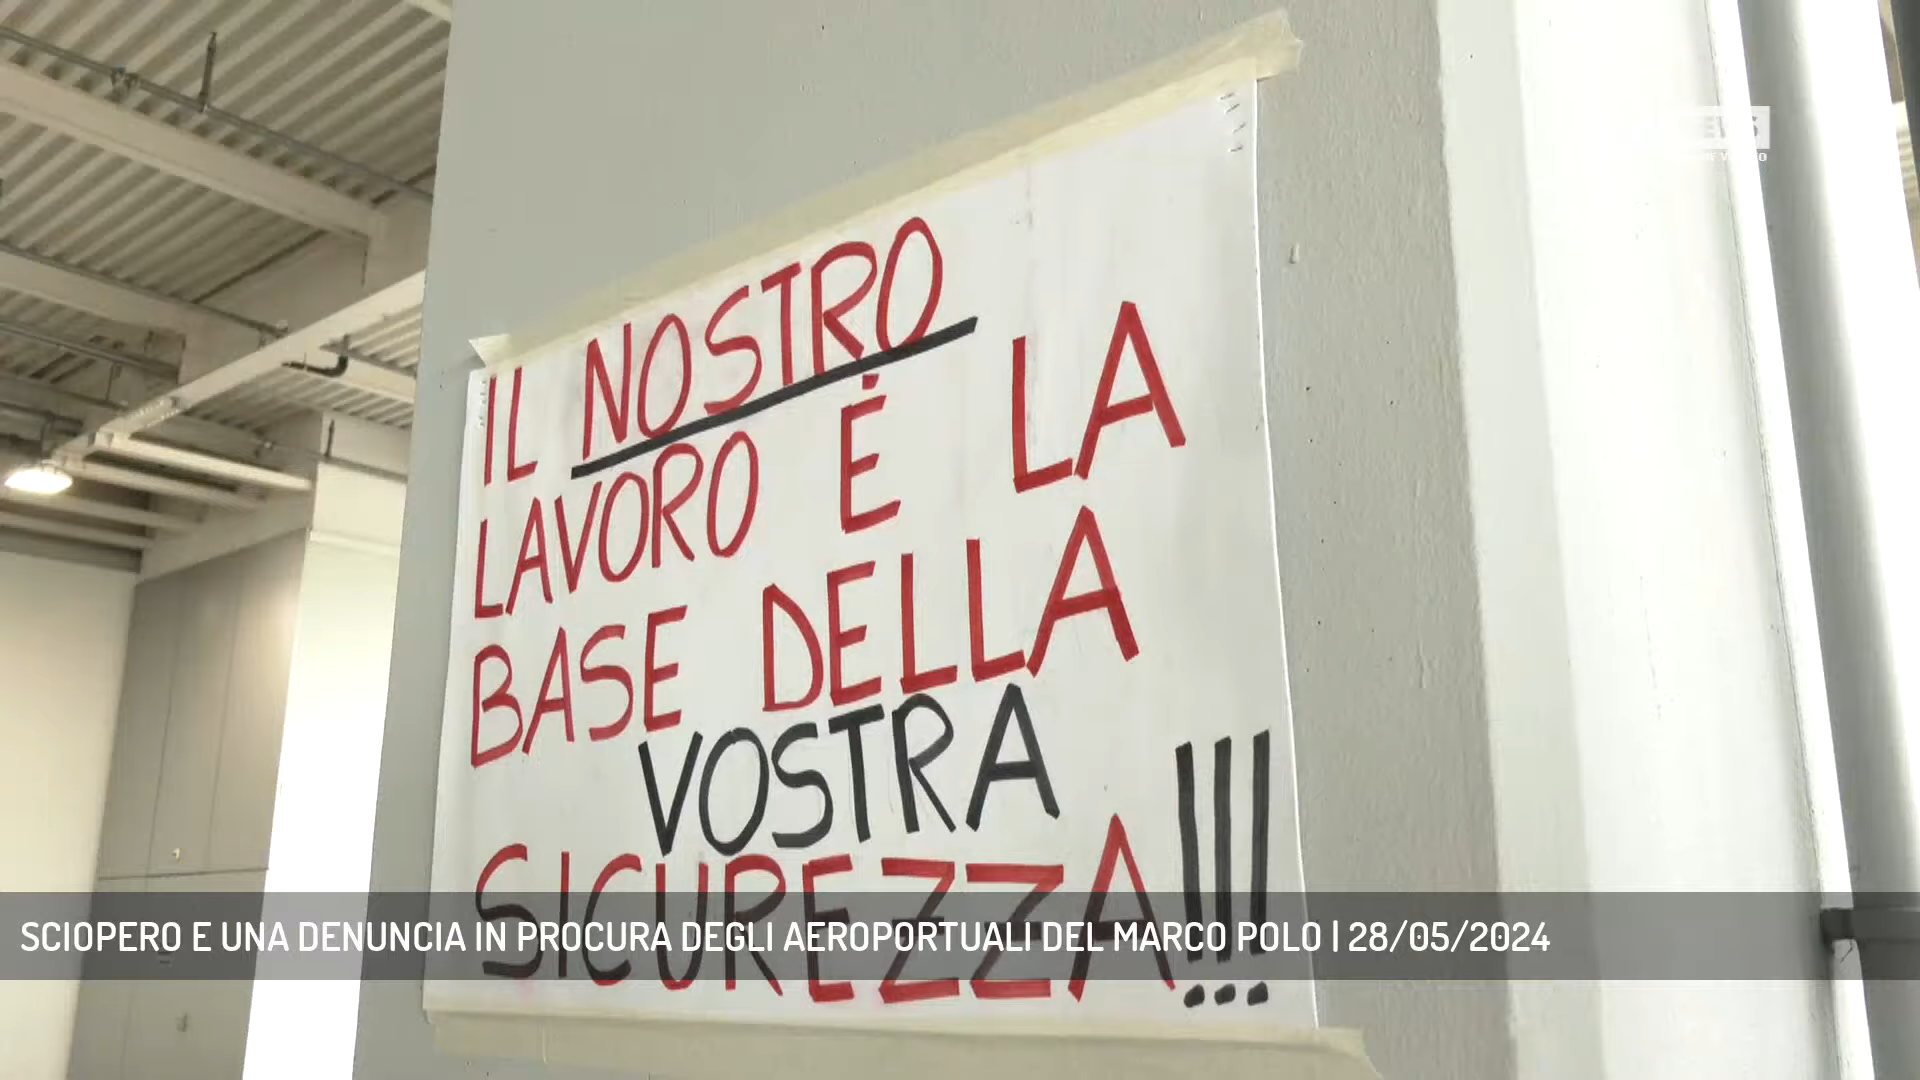 IL NOSTRO
LAVORO È LA
BASE DELLA
VOSTRA
SICUREZZA!!!
SCIOPERO E UNA DENUNCIA IN PROCURA DEGLI AEROPORTUALI DEL MARCO POLO | 28/05/2024